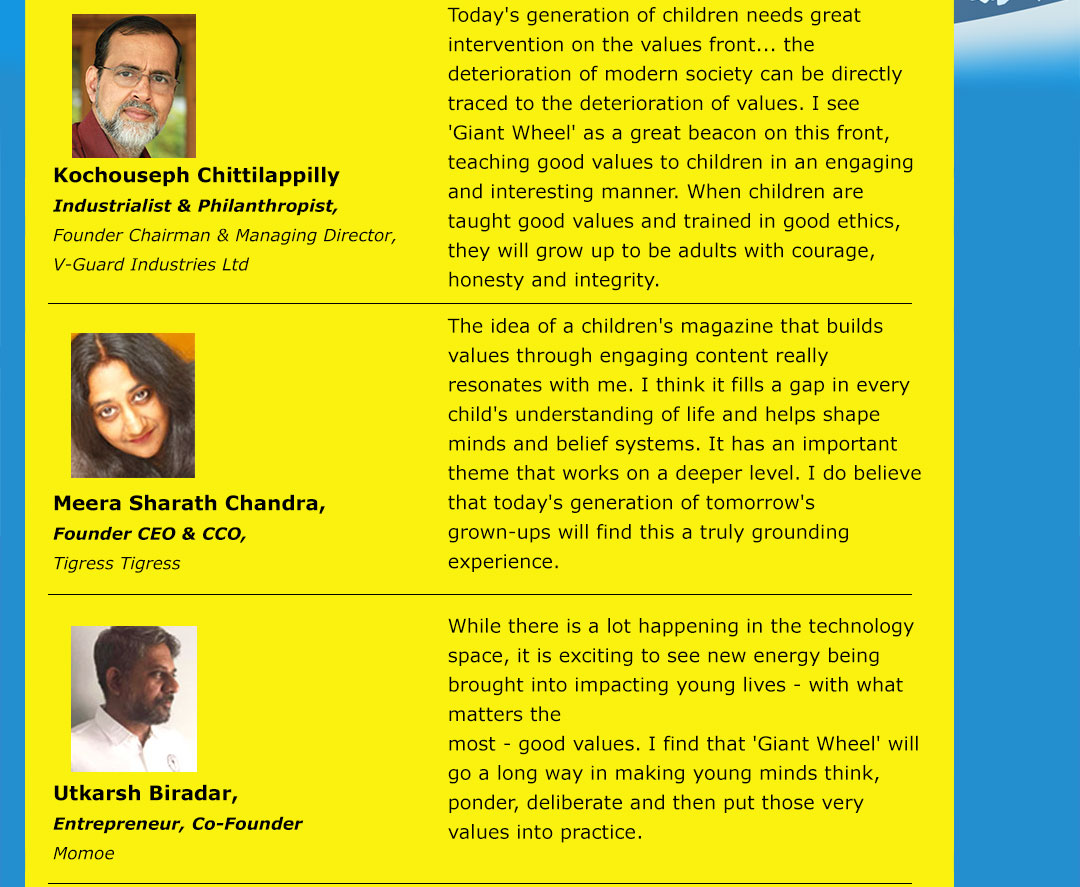 Today's generation of children needs great
intervention on the values front... the
deterioration of modern society can be directly
traced to the deterioration of values. I see
'Giant Wheel' as a great beacon on this front,
teaching good values to children in an engaging
and interesting manner. When children are
taught good values and trained in good ethics,
they will grow up to be adults with courage,
honesty and integrity.
Kochouseph Chittilappilly
Industrialist & Philanthropist,
Founder Chairman & Managing Director,
V-Guard Industries Ltd
The idea of a children's magazine that builds
values through engaging content really
resonates with me. I think it fills a gap in every
child's understanding of life and helps shape
minds and belief systems. It has an important
theme that works on a deeper level. I do believe
that today's generation of tomorrow's
grown-ups will find this a truly grounding
experience.
Meera Sharath Chandra,
Founder CEO & CCO,
Tigress Tigress
While there is a lot happening in the technology
space, it is exciting to see new energy being
brought into impacting young lives - with what
matters the
most - good values. I find that 'Giant Wheel' will
go a long way in making young minds think,
ponder, deliberate and then put those very
values into practice.
Utkarsh Biradar,
Entrepreneur, Co-Founder
Momoe